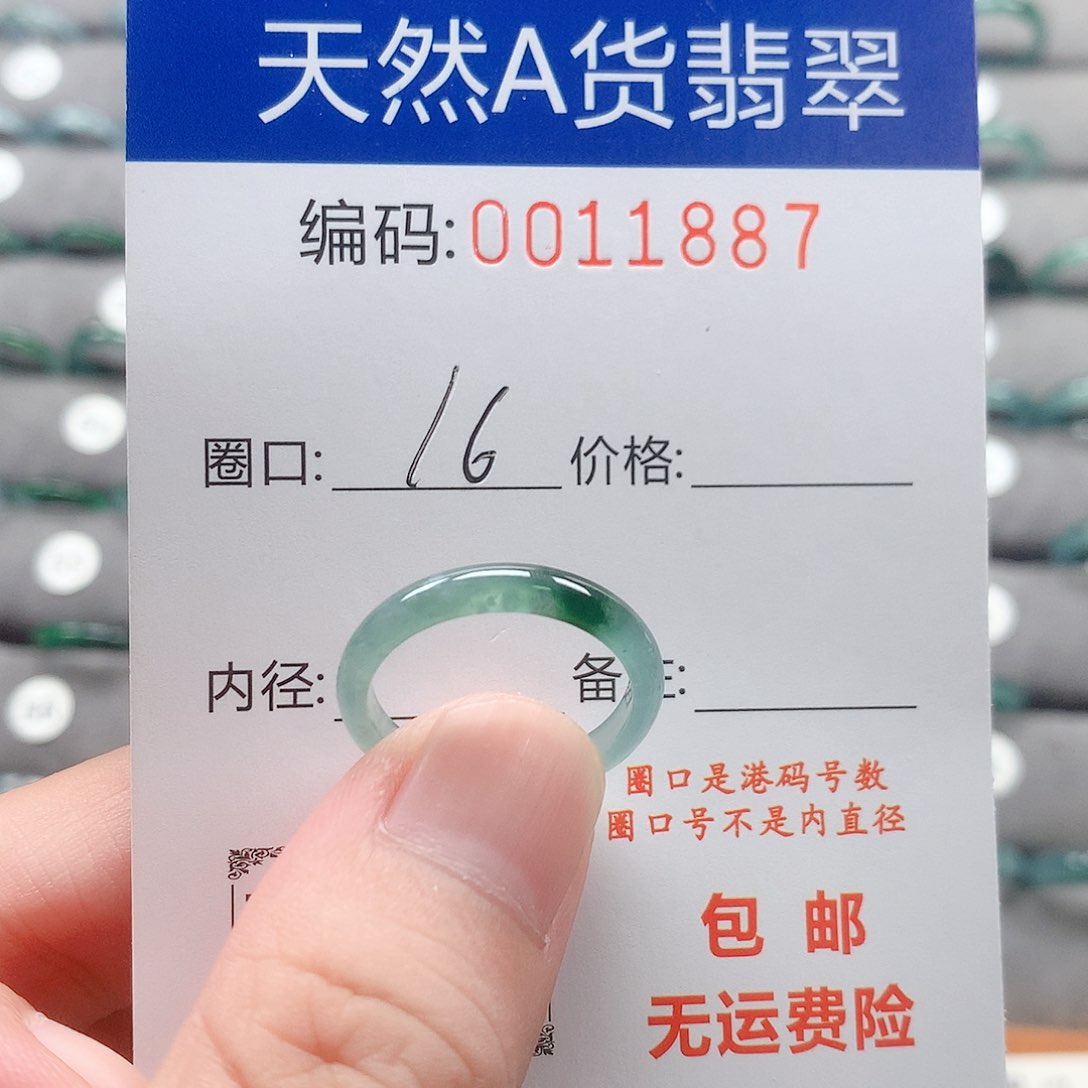 天然A货翡翠
编码:0011887
圈口: 16 价格:
内径: 备 :
圈口是港码号数
圈口号不是内直径
包邮
无运费险